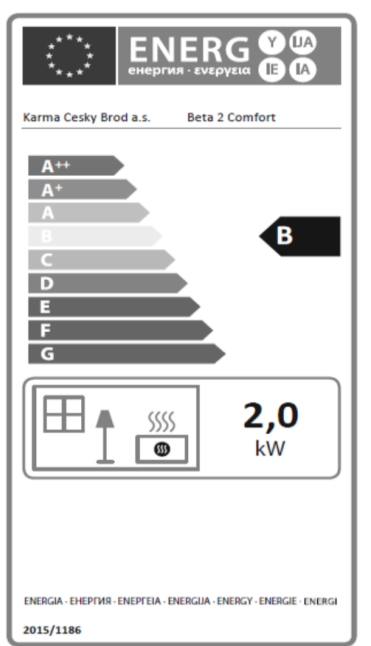 ENERG Y IJA
енергия · ενεργεια IE IA
Karma Cesky Brod a.s. Beta 2 Comfort
A++
A+
A
B
B
C
D
E
F
G
2,0
kW
ENERGIA · ЕНЕРГИЯ · ΕΝΕΡΓΕΙΑ · ENERGIJA · ENERGY · ENERGIE · ENERGI
2015/1186